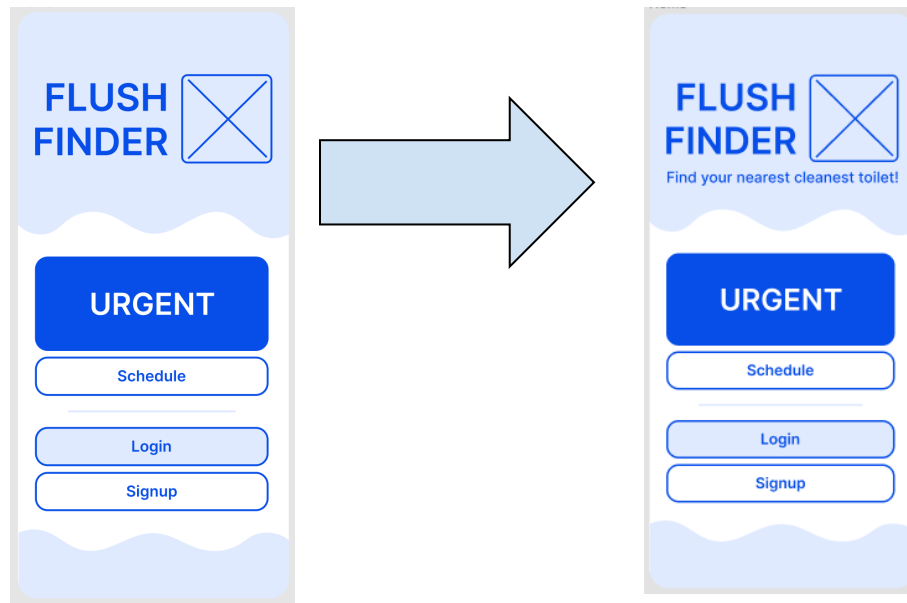 FLUSH
FINDER
URGENT
Schedule
Login
Signup
FLUSH
FINDER
Find your nearest cleanest toilet!
URGENT
Schedule
Login
Signup